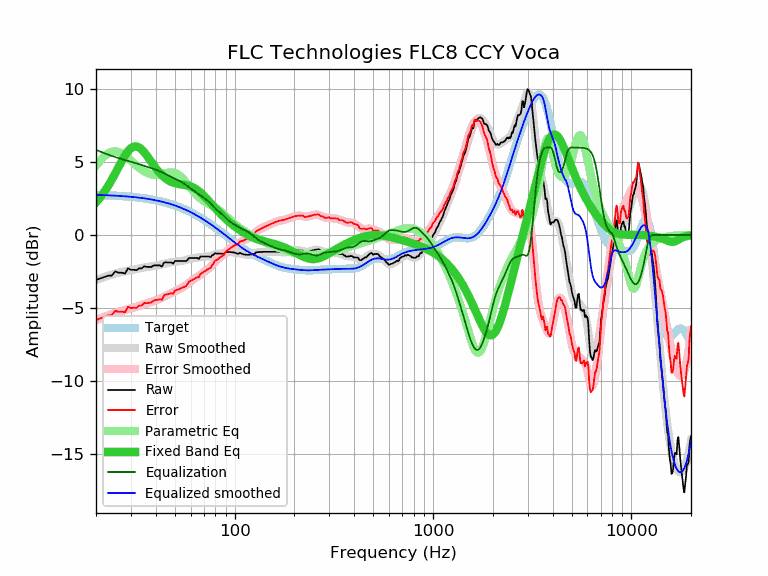 FLC Technologies FLC8 CCY Voca
Amplitude (dBr)
10
5
0
−5
−10
−15
Target
Raw Smoothed
Error Smoothed
Raw
Error
Parametric Eq
Fixed Band Eq
Equalization
Equalized smoothed
100 1000 10000
Frequency (Hz)